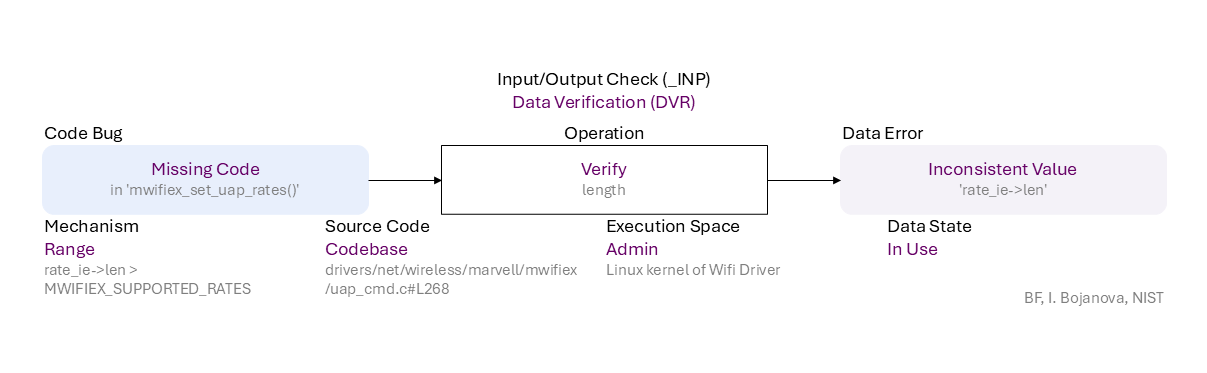 Input/Output Check (_INP)
Data Verification (DVR)
Code Bug
Operation
Data Error
Missing Code
in 'mwifiex_set_uap_rates()'
Verify
length
Inconsistent Value
'rate_ie->len'
Mechanism
Range
rate_ie->len >
MWIFIEX_SUPPORTED_RATES
Source Code
Codebase
drivers/net/wireless/marvell/mwifiex
/uap_cmd.c#L268
Execution Space
Admin
Linux kernel of Wifi Driver
Data State
In Use
BF, I. Bojanova, NIST